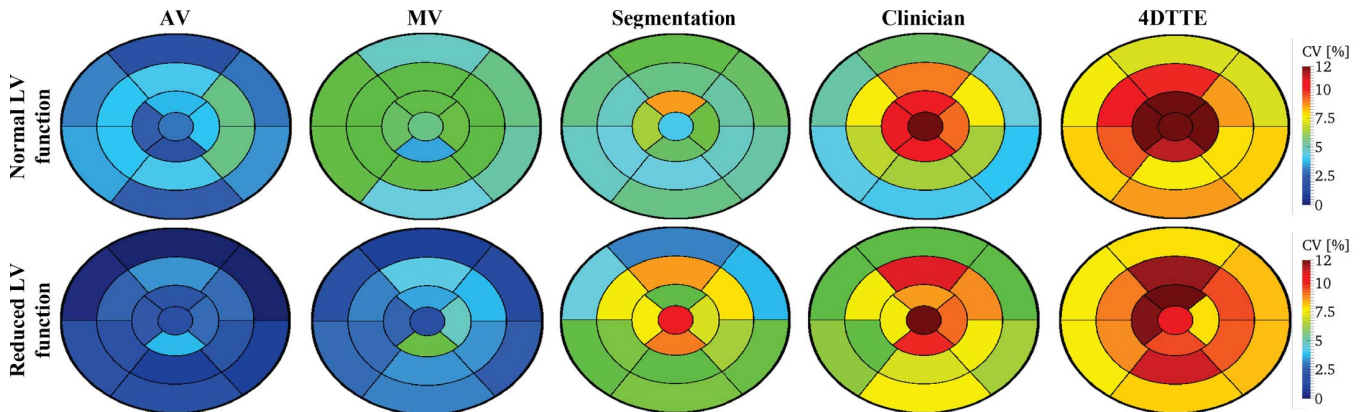 AV MV Segmentation Clinician 4DTTE
Normal LV
function
CV [%]
12
10
7.5
5
2.5
0
Reduced LV
function
CV [%]
12
10
7.5
5
2.5
0